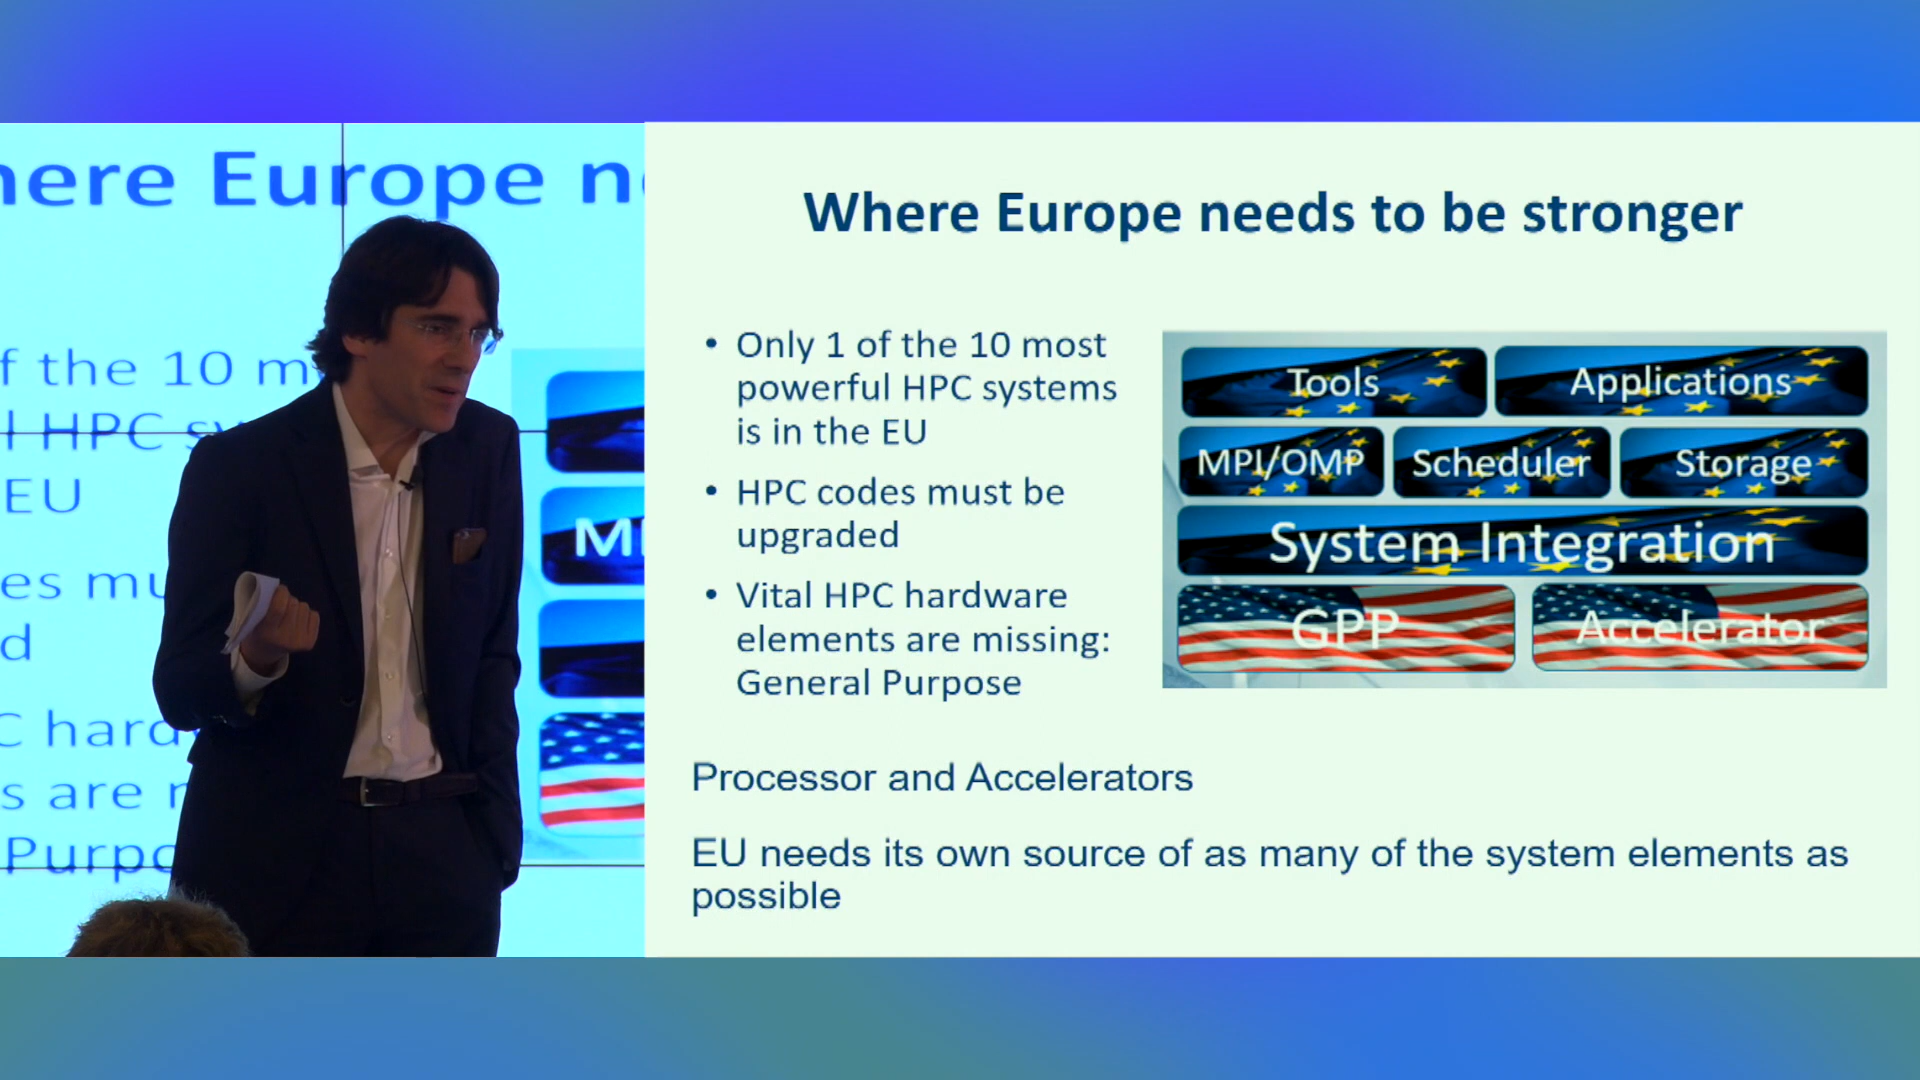 here Europe n
f the 10 m
l HPC sy
EU
es mu
d
C hard
s are
Purpo
M
Where Europe needs to be stronger
• Only 1 of the 10 most
powerful HPC systems
is in the EU
• HPC codes must be
upgraded
• Vital HPC hardware
elements are missing:
General Purpose
Processor and Accelerators
EU needs its own source of as many of the system elements as
possible
Tools
Applications
MPI/OMP
Scheduler
Storage
System Integration
GPP
Accelerator